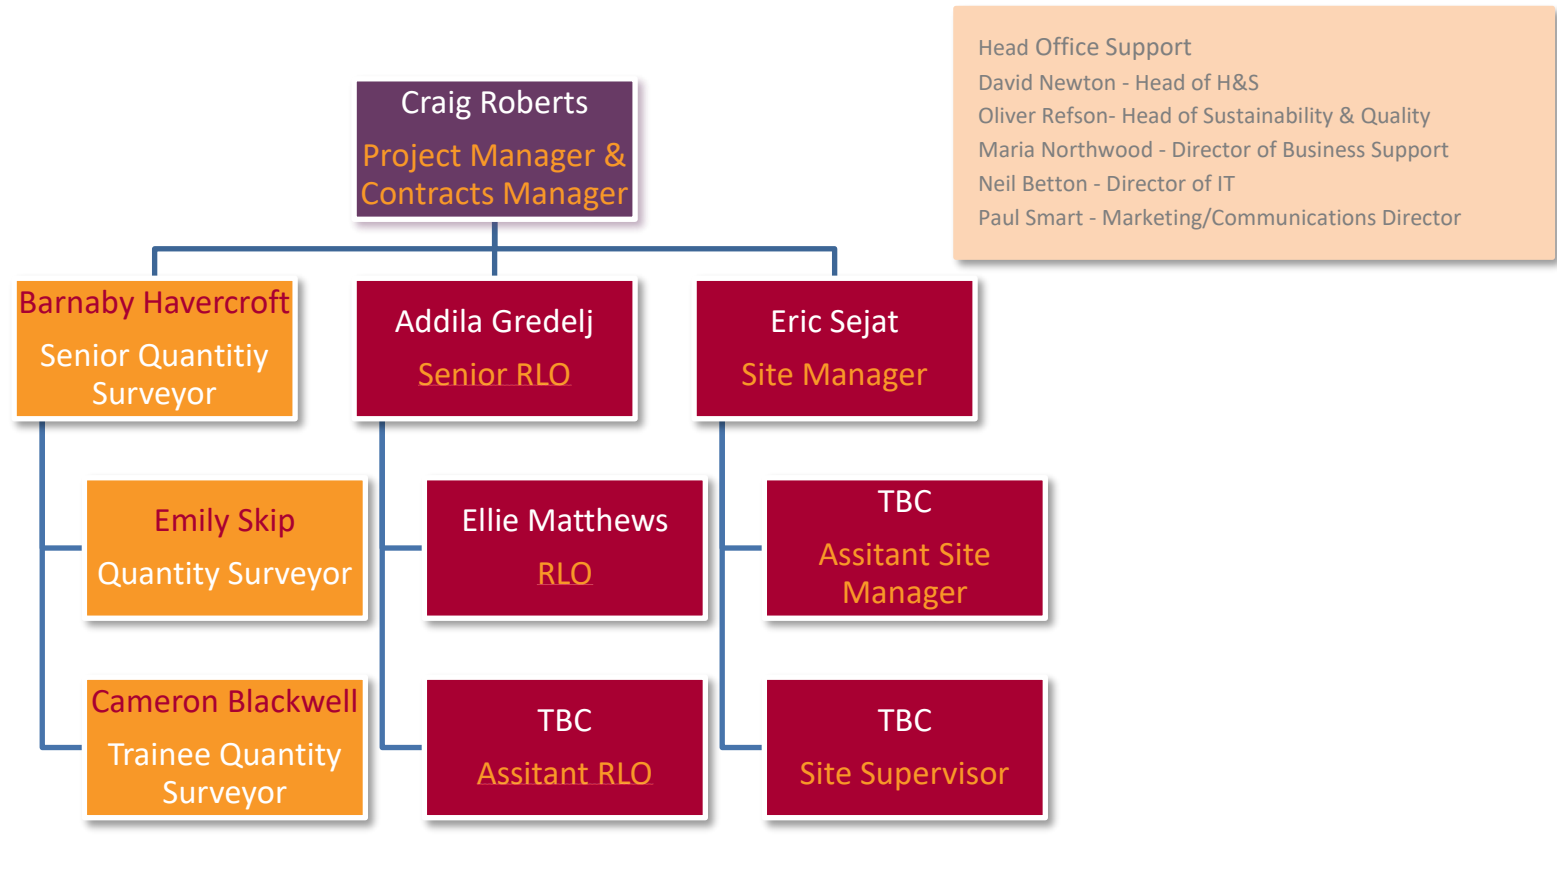 Head Office Support
David Newton - Head of H&S
Oliver Refson- Head of Sustainability & Quality
Maria Northwood - Director of Business Support
Neil Betton - Director of IT
Paul Smart - Marketing/Communications Director
Craig Roberts
Project Manager &
Contracts Manager
Barnaby Havercroft
Senior Quantitiy
Surveyor
Emily Skip
Quantity Surveyor
Cameron Blackwell
Trainee Quantity
Surveyor
Addila Gredelj
Senior RLO
Ellie Matthews
RLO
TBC
Assitant RLO
Eric Sejat
Site Manager
TBC
Assitant Site
Manager
TBC
Site Supervisor